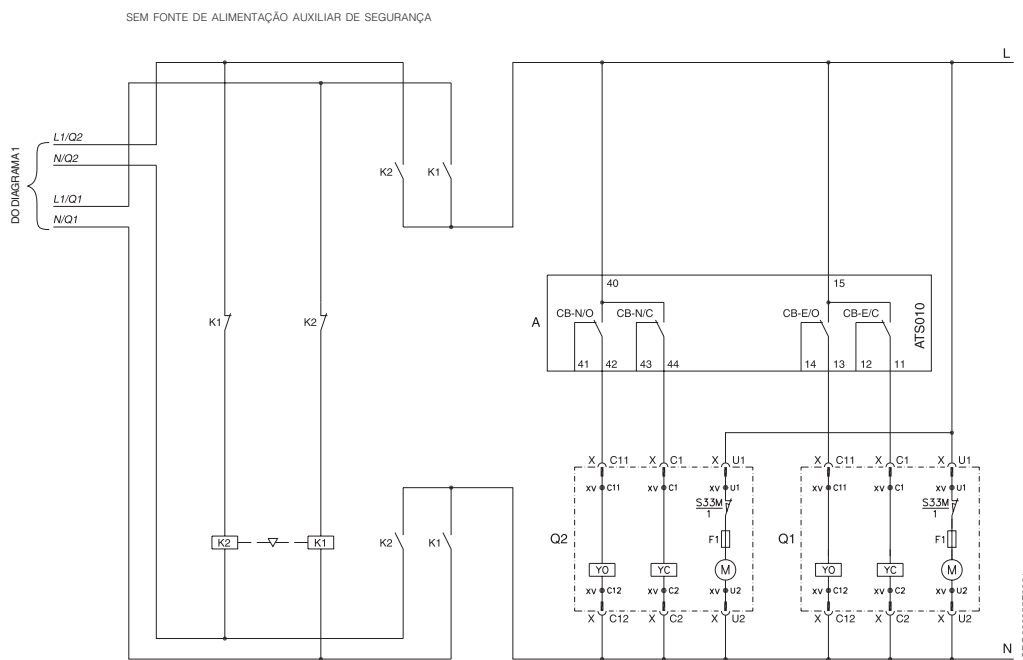 SEM FONTE DE ALIMENTAÇÃO AUXILIAR DE SEGURANÇA
L
DO DIAGRAMA 1
L1/Q2
N/Q2
L1/Q1
N/Q1
K2 K1
40 15
A
CB-N/O CB-N/C CB-E/O CB-E/C
ATS010
K1 K2
41 42 43 44 14 13 12 11
X C11 X C1 X U1 X C11 X C1 X U1
XV C11 XV C1 XV U1 XV C11 XV C1 XV U1
S33M S33M
1 1
Q2 F1 Q1 F1
K2 K1 K2 K1
YO YC M YO YC M
XV C12 XV C2 XV U2 XV C12 XV C2 XV U2
X C12 X C2 X U2 X C12 X C2 X U2
N